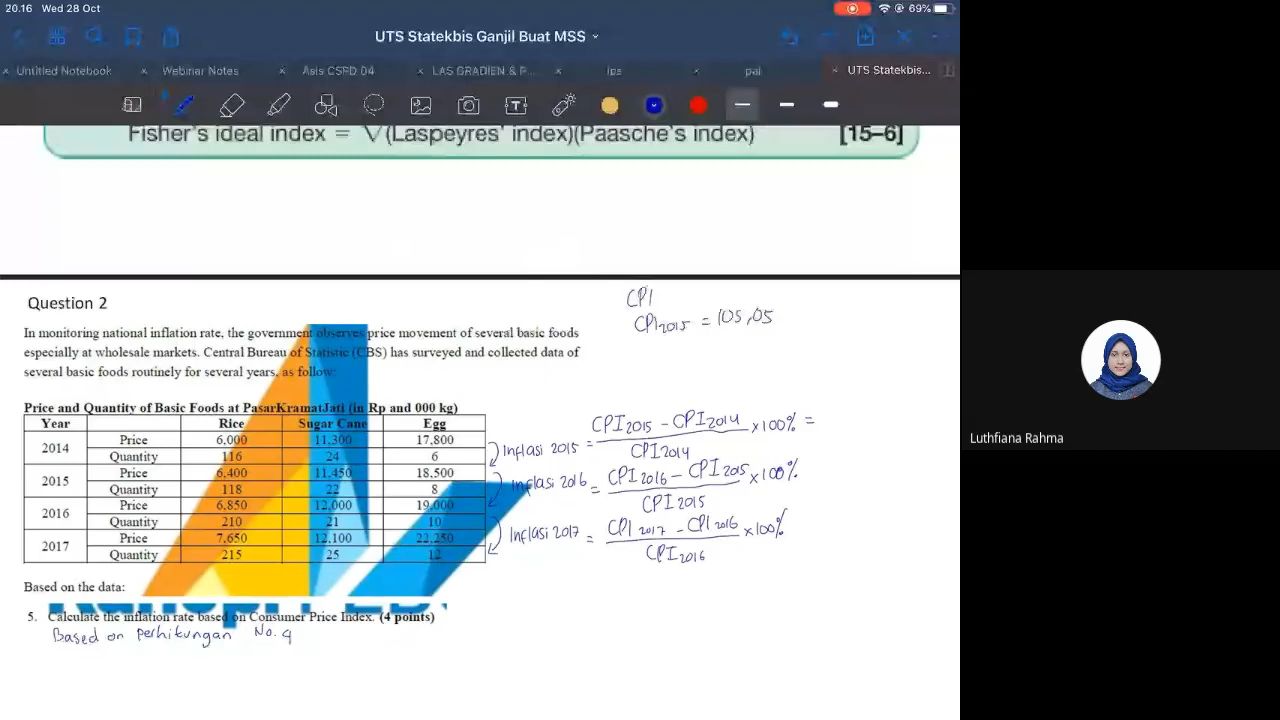 20.16 Wed 28 Oct
69%
UTS Statekbis Ganjil Buat MSS
Untitled Notebook
Webinar Notes
Asis CSPD 04
LAS GRADIEN & P...
lps
pai
UTS Statekbis...
Fisher's ideal index = √(Laspeyres' index)(Paasche's index) [15–6]
Question 2
CPI
CPI2015 = 105,05
In monitoring national inflation rate, the government observes price movement of several basic foods
especially at wholesale markets. Central Bureau of Statistic (CBS) has surveyed and collected data of
several basic foods routinely for several years, as follow:
Price and Quantity of Basic Foods at PasarKramatJati (in Rp and 000 kg)
Year Rice Sugar Cane Egg
2014 Price 6,000 11,300 17,800
Quantity 116 24 6
2015 Price 6,400 11,450 18,500
Quantity 118 22 8
2016 Price 6,850 12,000 19,000
Quantity 210 21 10
2017 Price 7,650 12,100 22,250
Quantity 215 25 12
Inflasi 2015 = CPI2015 - CPI2014 x 100% =
CPI2014
Inflasi 2016 = CPI2016 - CPI2015 x 100%
CPI2015
Inflasi 2017 = CPI2017 - CPI2016 x 100%
CPI2016
Based on the data:
5. Calculate the inflation rate based on Consumer Price Index. (4 points)
Based on perhitungan No. 4
Luthfiana Rahma